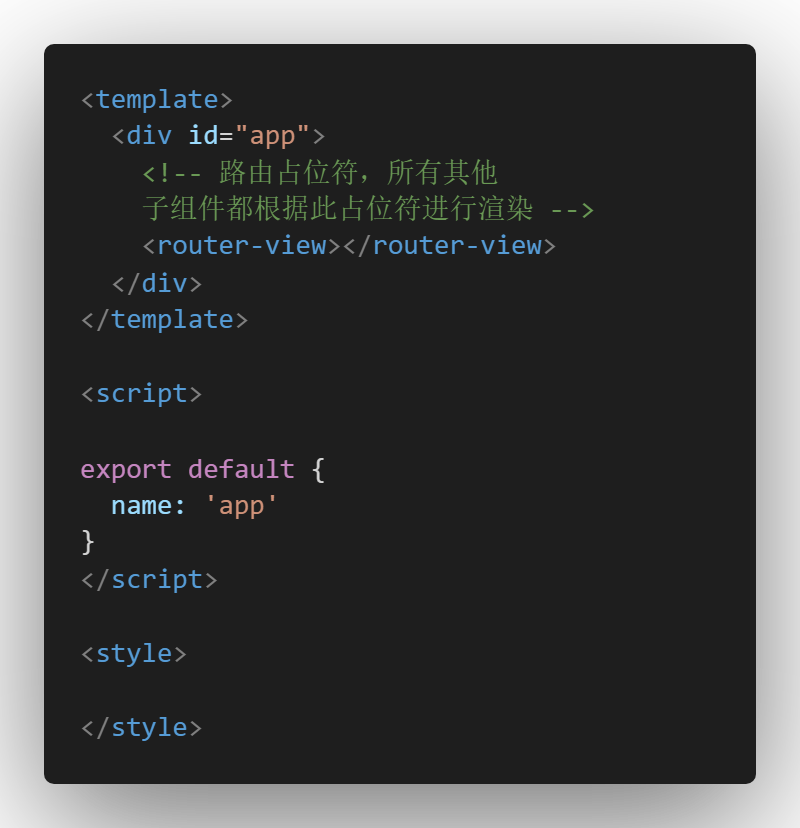 <template>
  <div id="app">
    <!-- 路由占位符，所有其他
    子组件都根据此占位符进行渲染 -->
    <router-view></router-view>
  </div>
</template>

<script>

export default {
  name: 'app'
}
</script>

<style>

</style>